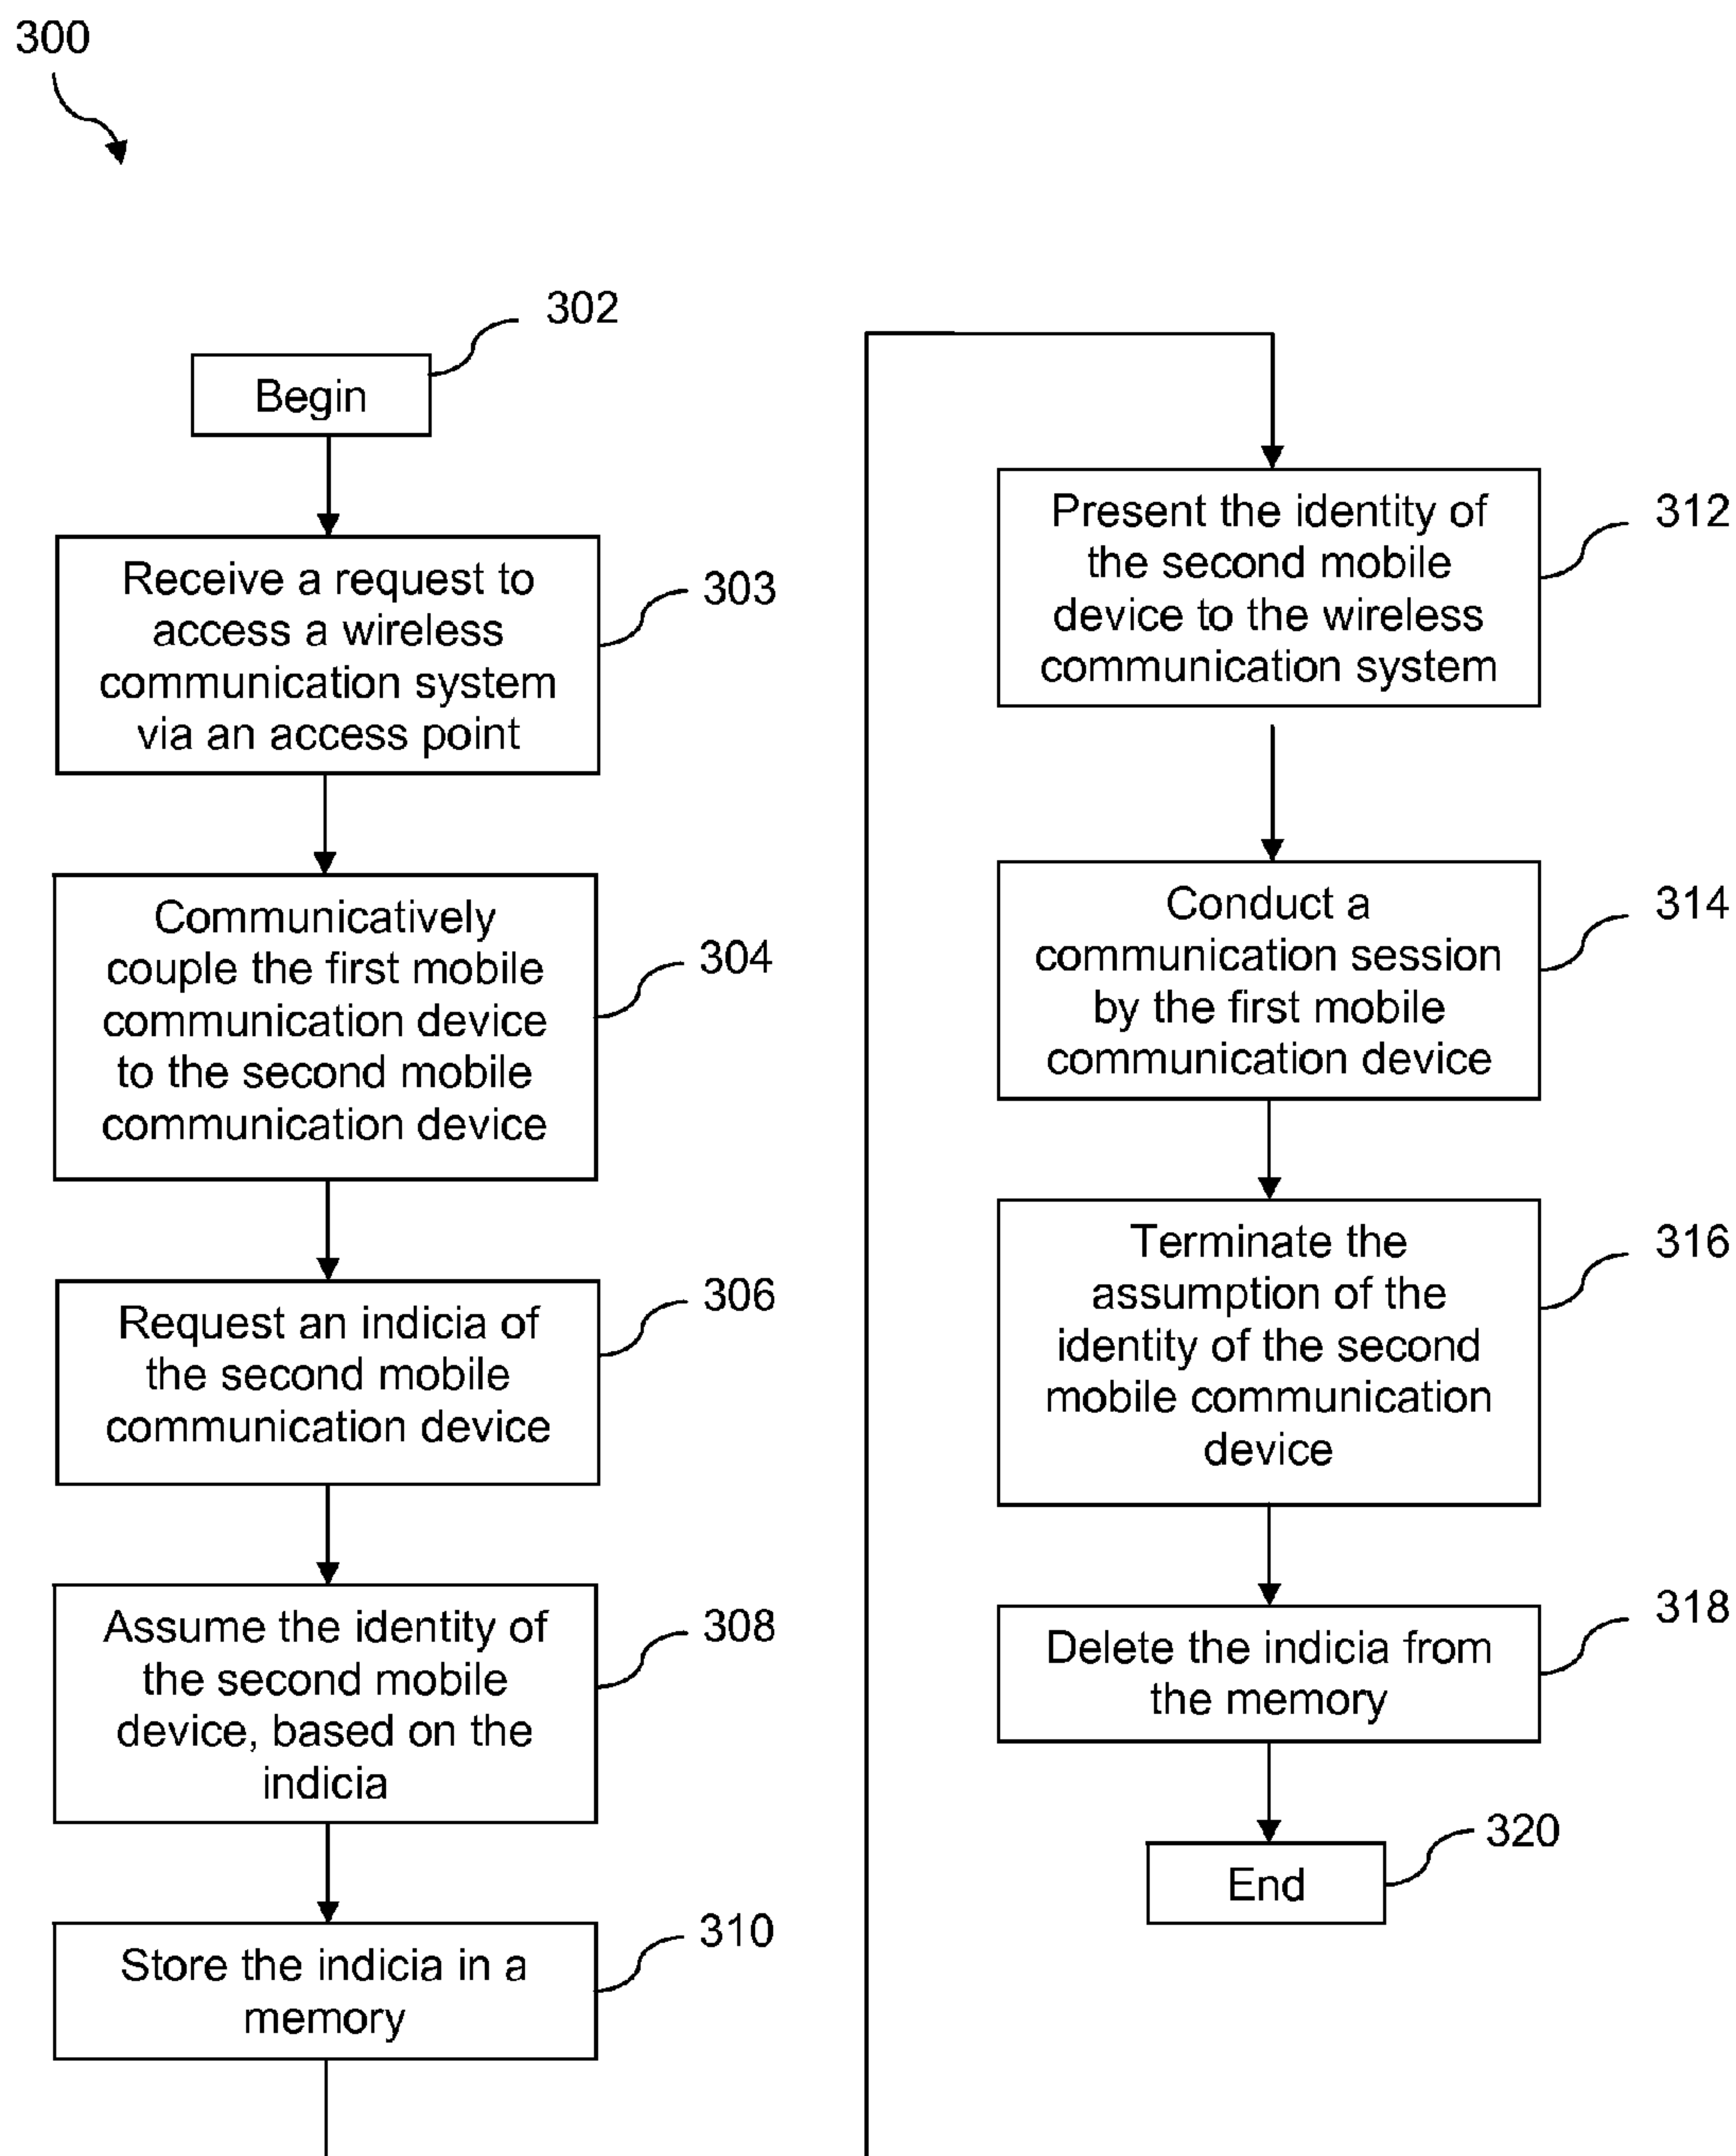 300
302
Begin
Receive a request to
access a wireless
communication system
via an access point
303
Communicatively
couple the first mobile
communication device
to the second mobile
communication device
304
Request an indicia of
the second mobile
communication device
306
Assume the identity of
the second mobile
device, based on the
indicia
308
Store the indicia in a
memory
310
Present the identity of
the second mobile
device to the wireless
communication system
312
Conduct a
communication session
by the first mobile
communication device
314
Terminate the
assumption of the
identity of the second
mobile communication
device
316
Delete the indicia from
the memory
318
End
320